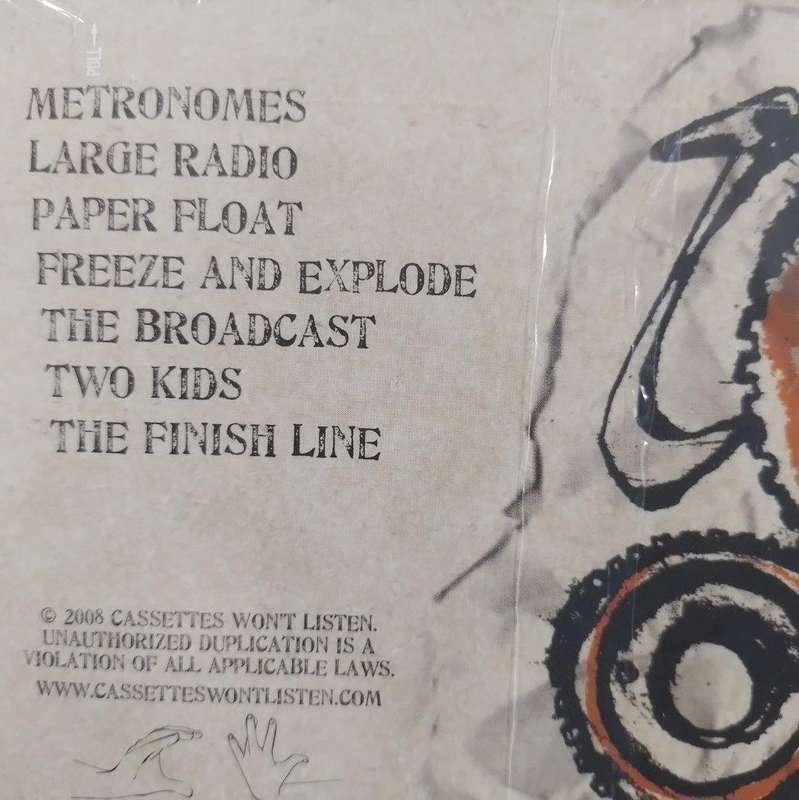 PULL
METRONOMES
LARGE RADIO
PAPER FLOAT
FREEZE AND EXPLODE
THE BROADCAST
TWO KIDS
THE FINISH LINE
© 2008 CASSETTES WON'T LISTEN.
UNAUTHORIZED DUPLICATION IS A
VIOLATION OF ALL APPLICABLE LAWS.
WWW.CASSETTESWONTLISTEN.COM